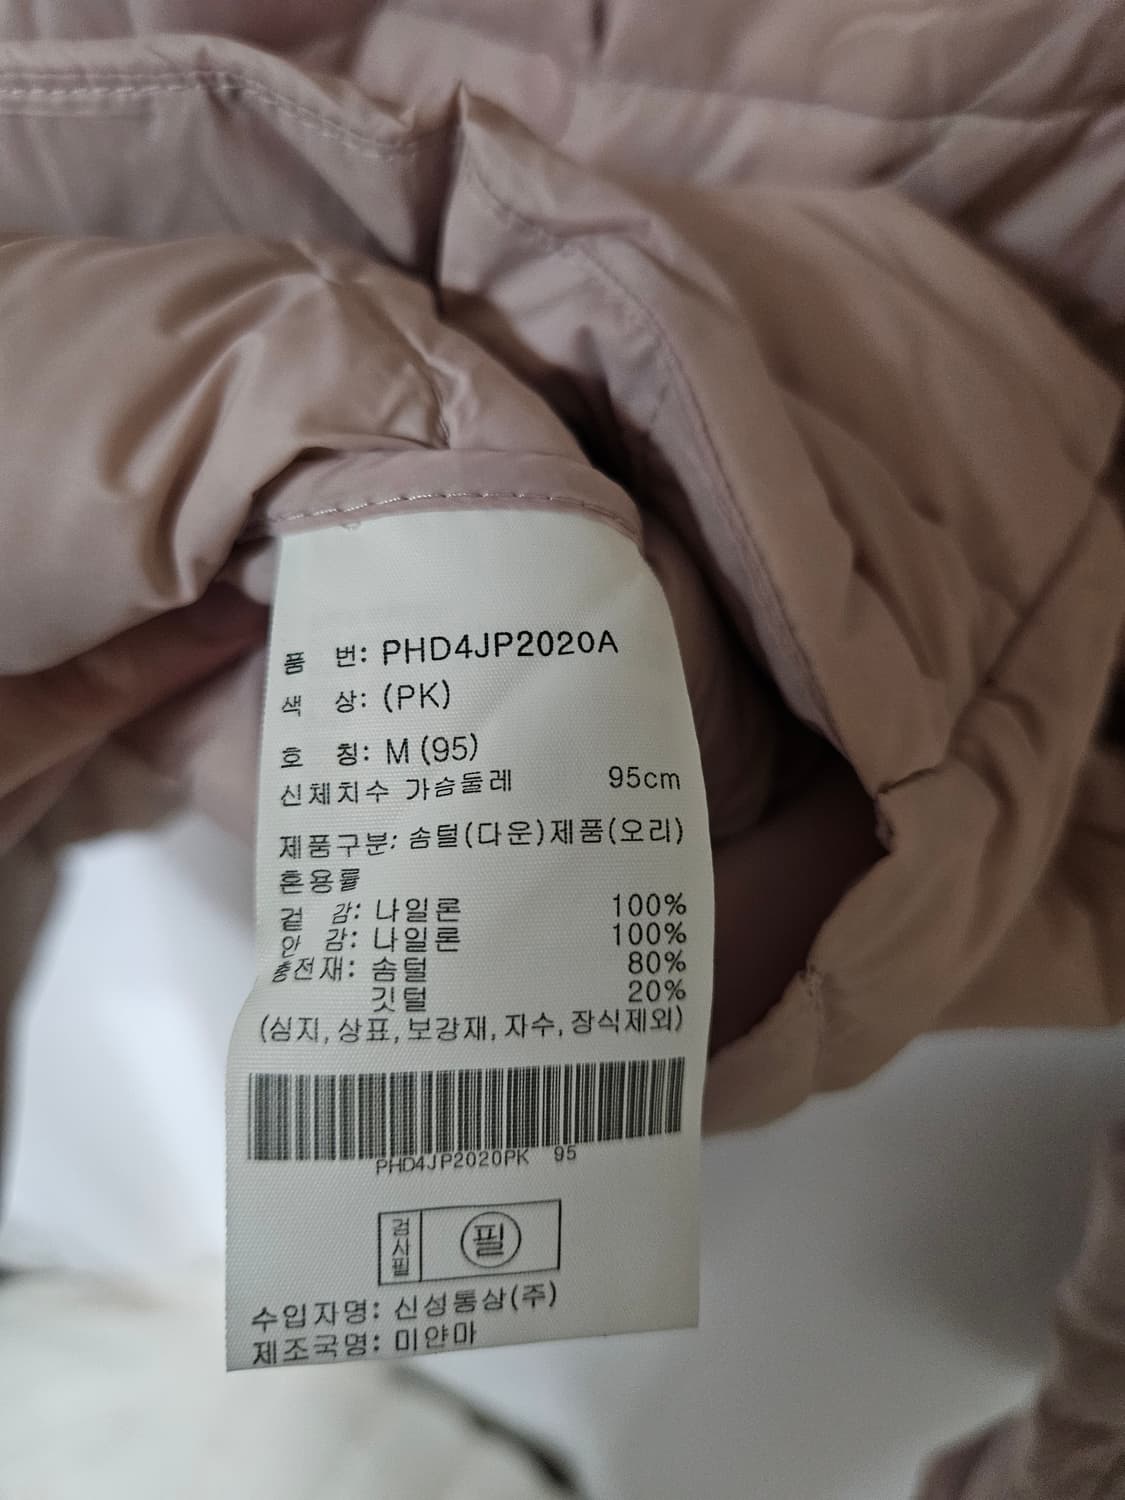 품 번: PHD4JP2020A
색 상: (PK)
호 칭: M (95)
신체치수 가슴둘레 95cm
제품구분: 솜털(다운)제품(오리)
혼용률
겉 감: 나일론 100%
안 감: 나일론 100%
충전재: 솜털 80%
깃털 20%
(심지, 상표, 보강재, 자수, 장식제외)
PHD4JP2020PK 95
검사필 필
수입자명: 신성통상(주)
제조국명: 미얀마